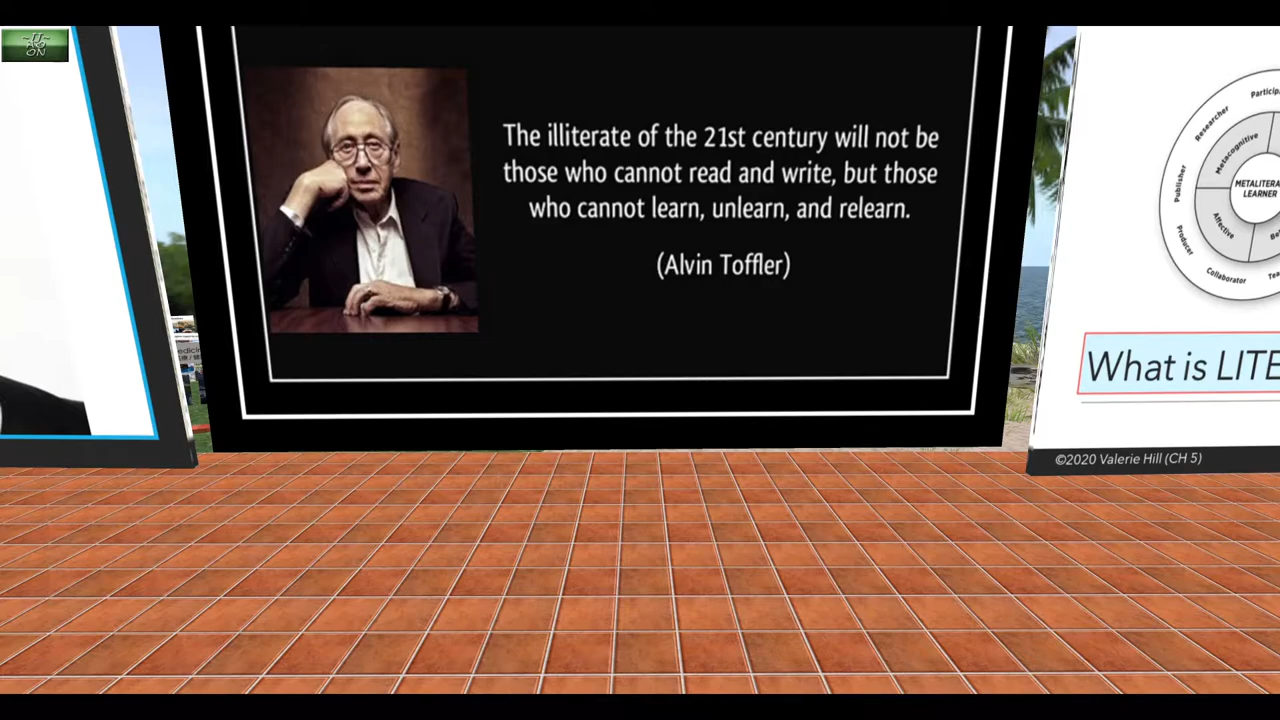 ON
The illiterate of the 21st century will not be
those who cannot read and write, but those
who cannot learn, unlearn, and relearn.
(Alvin Toffler)
Researcher
Publisher
Producer
Collaborator
Metacognitive
Affective
LEARNER
What is
©2020 Valerie Hill (CH 5)